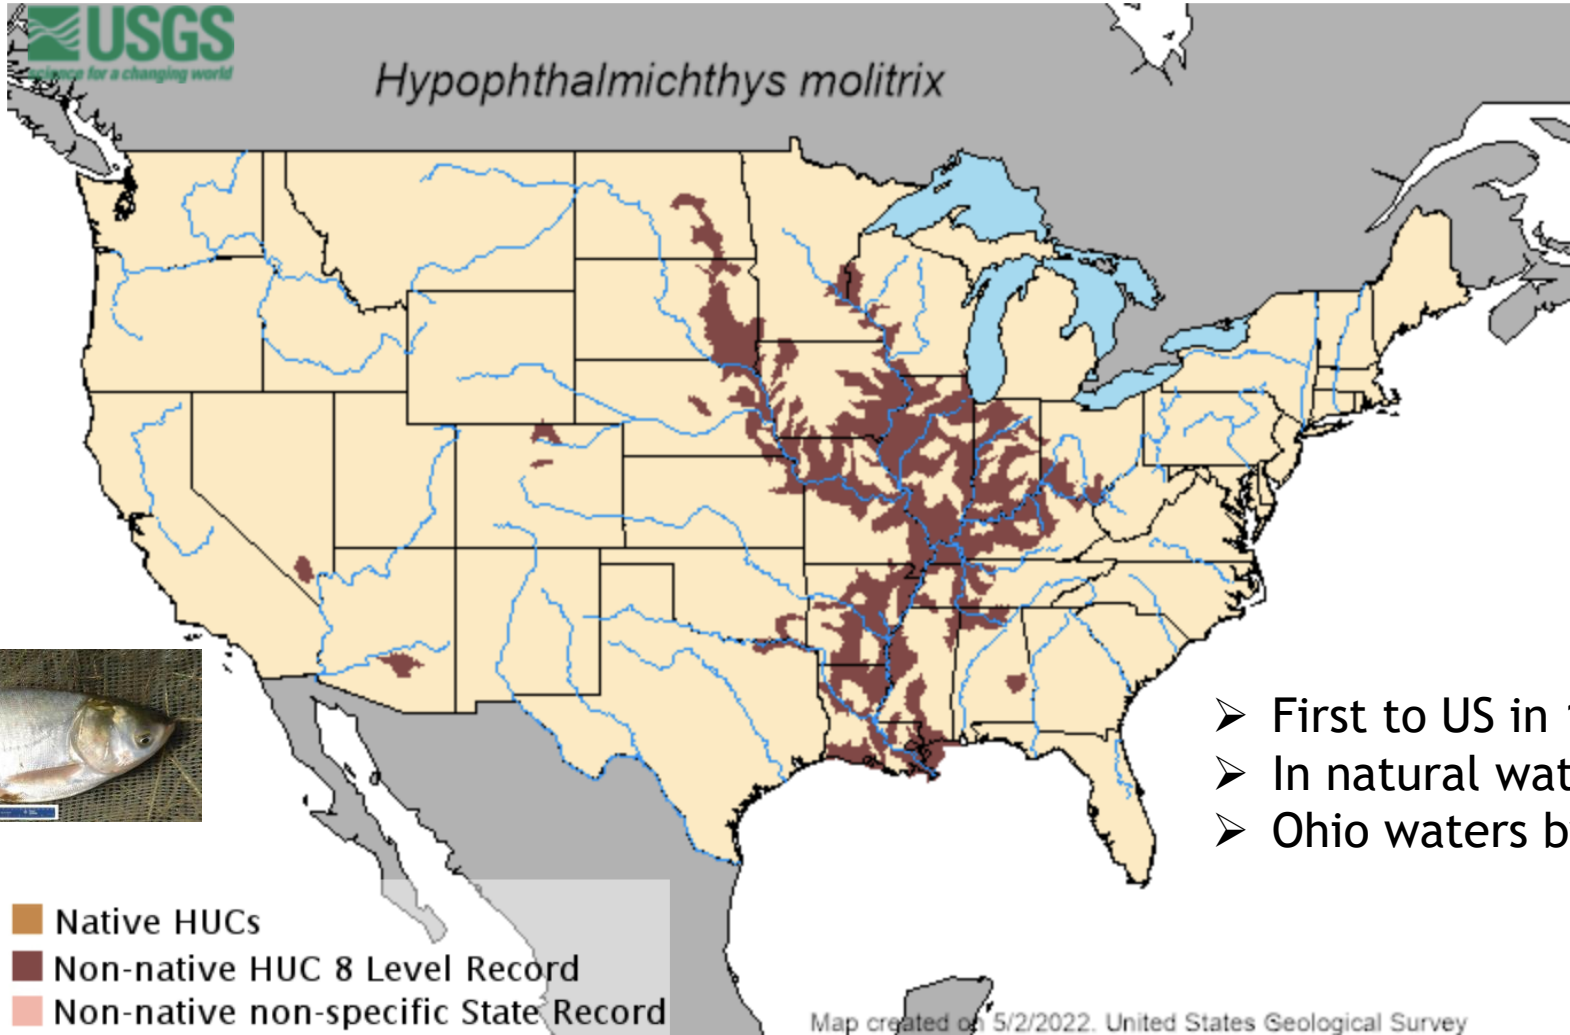 USGS
science for a changing world
Hypophthalmichthys molitrix
➢ First to US in
➢ In natural
➢ Ohio waters
Native HUCs
Non-native HUC 8 Level Record
Non-native non-specific State Record
Map created on 5/2/2022. United States Geological Survey